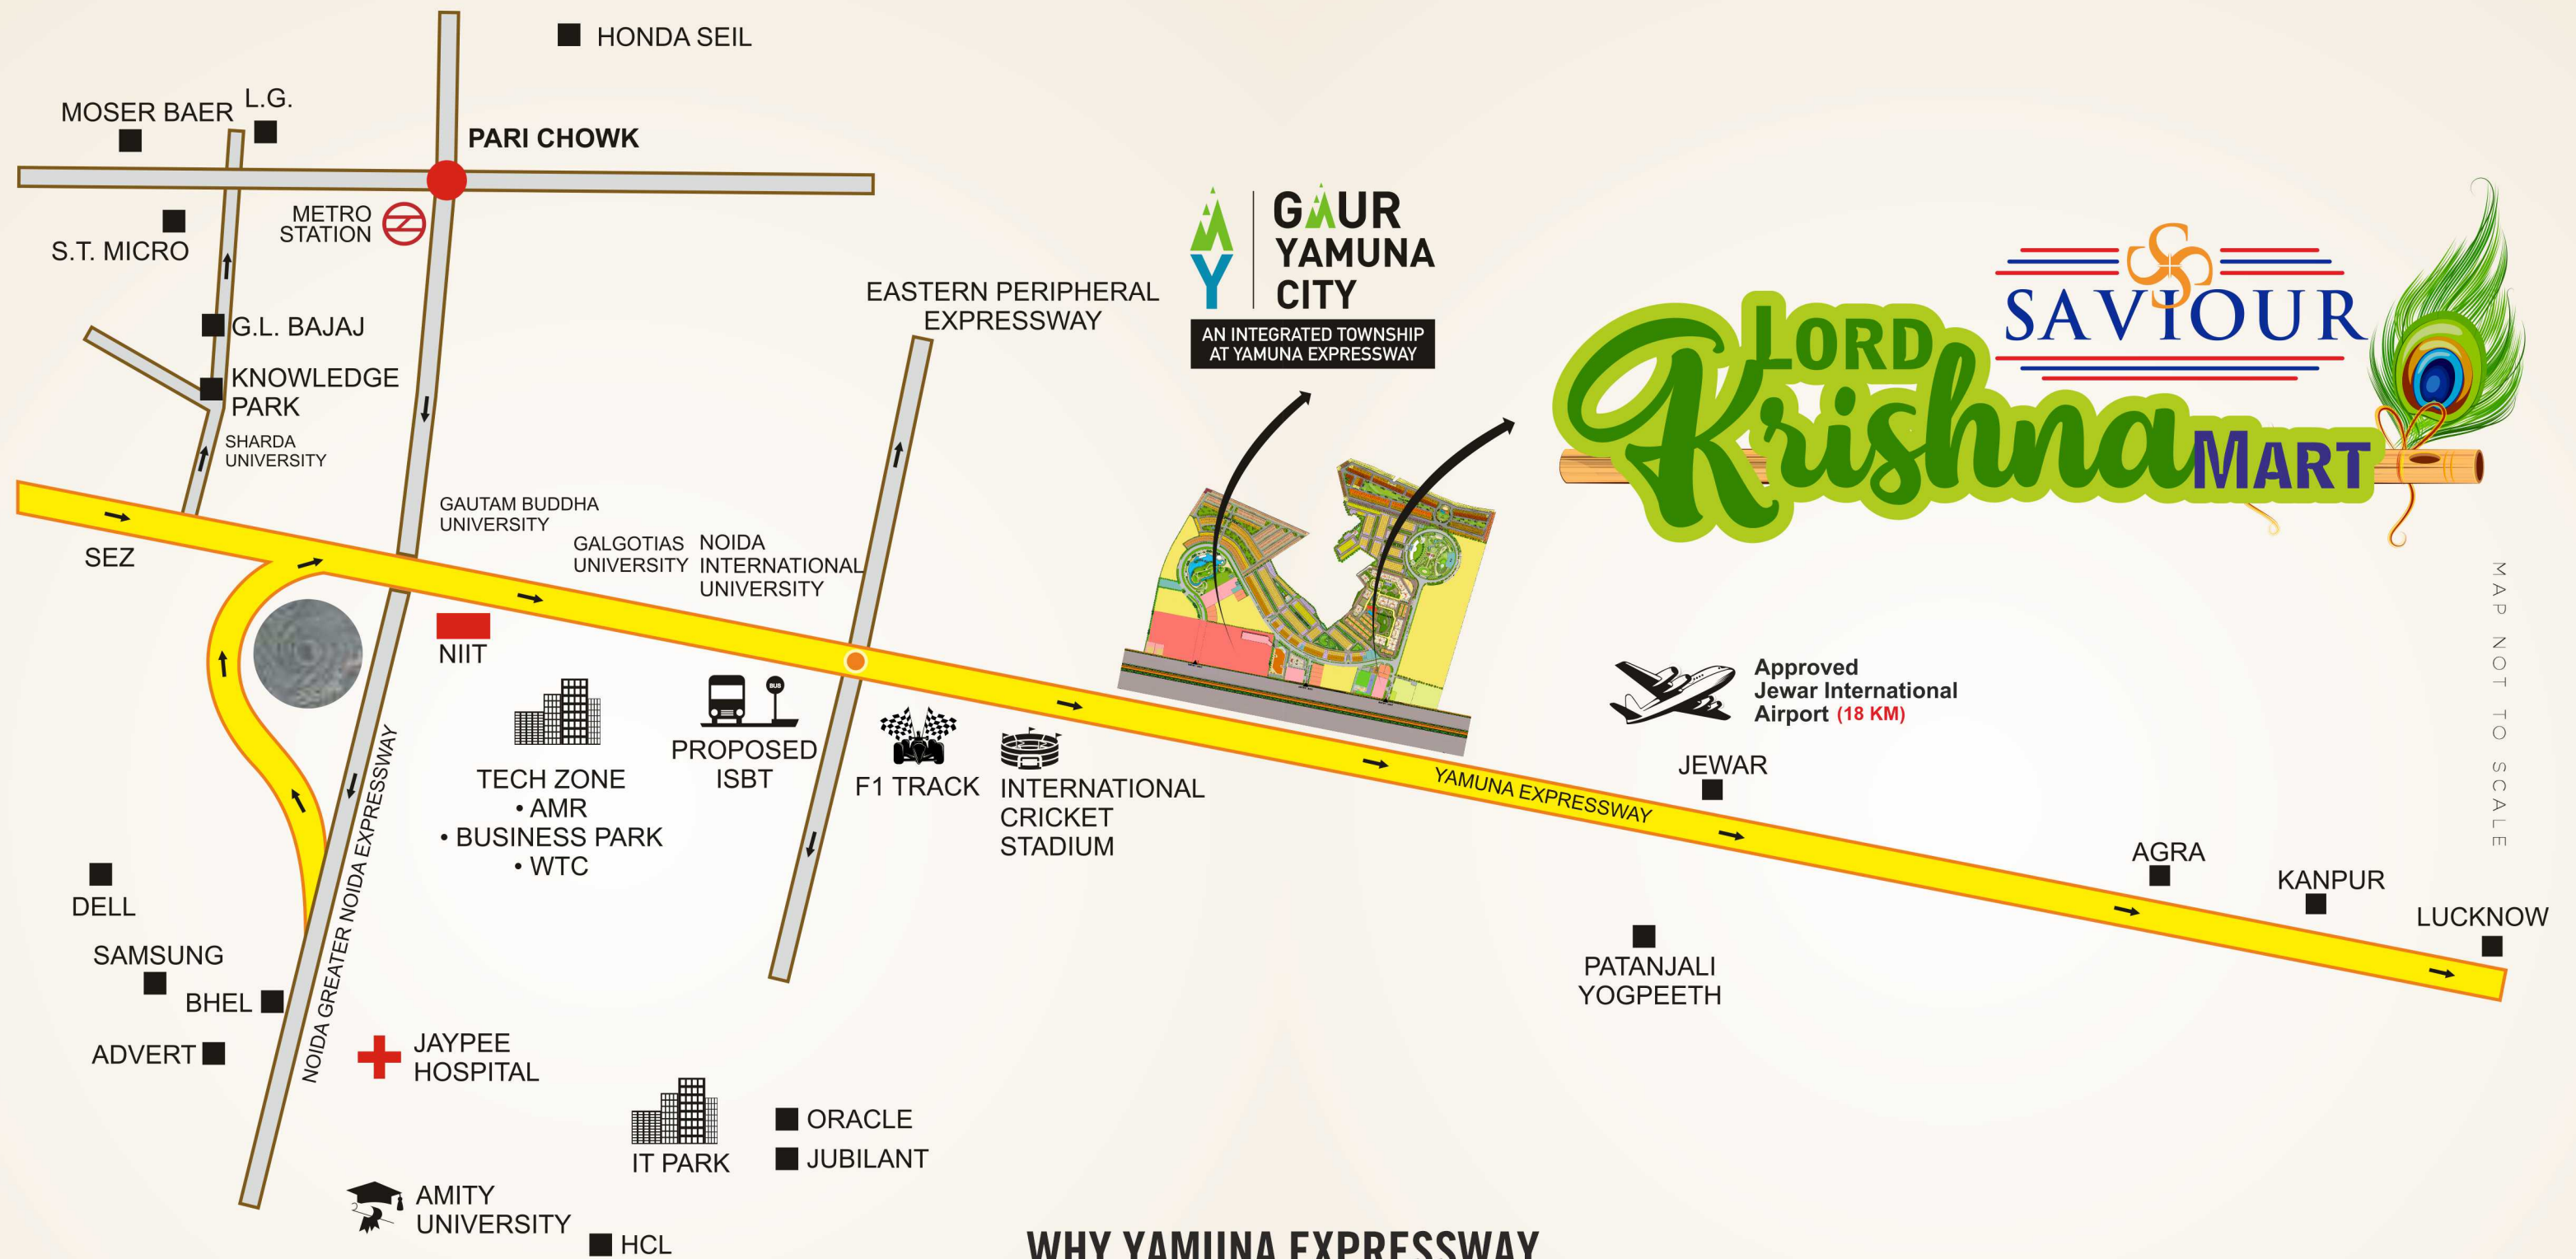 HONDA SEIL
MOSER BAER
L.G.
PARI CHOWK
METRO
STATION
S.T. MICRO
G.L. BAJAJ
KNOWLEDGE
PARK
SHARDA
UNIVERSITY
EASTERN PERIPHERAL
EXPRESSWAY
GAUR
YAMUNA
CITY
AN INTEGRATED TOWNSHIP
AT YAMUNA EXPRESSWAY
SAVIOUR
LORD
Krishna MART
MAP NOT TO SCALE
SEZ
GAUTAM BUDDHA
UNIVERSITY
GALGOTIAS
UNIVERSITY
NOIDA
INTERNATIONAL
UNIVERSITY
NIIT
TECH ZONE
• AMR
• BUSINESS PARK
• WTC
BUS
PROPOSED
ISBT
F1 TRACK
INTERNATIONAL
CRICKET
STADIUM
YAMUNA EXPRESSWAY
Approved
Jewar International
Airport (18 KM)
JEWAR
AGRA
KANPUR
LUCKNOW
PATANJALI
YOGPEETH
NOIDA GREATER NOIDA EXPRESSWAY
DELL
SAMSUNG
BHEL
ADVERT
JAYPEE
HOSPITAL
IT PARK
ORACLE
JUBILANT
AMITY
UNIVERSITY
HCL
WHY YAMUNA EXPRESSWAY